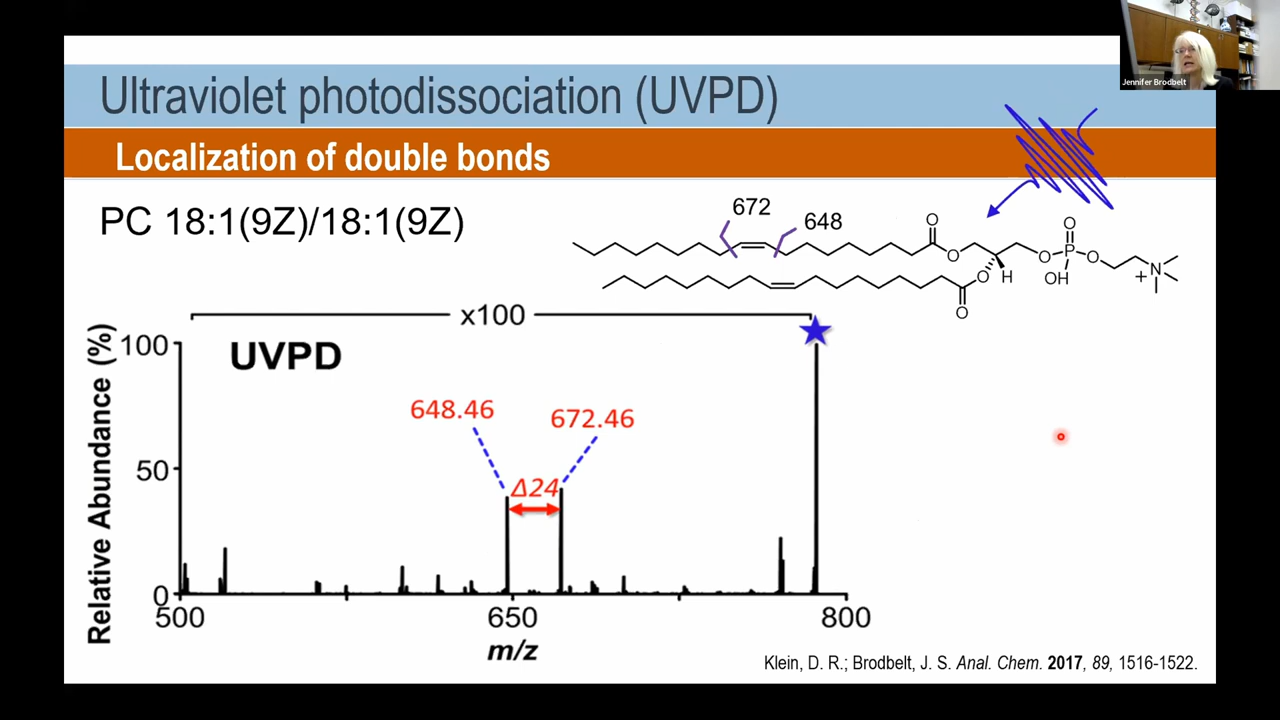 Jennifer Brodbelt
Ultraviolet photodissociation (UVPD)
Localization of double bonds
PC 18:1(9Z)/18:1(9Z)
672
648
O
O
O
O
H
O
O
P
OH
O
N
+
x100
UVPD
Relative Abundance (%)
100
50
0
648.46
672.46
Δ24
500
650
800
m/z
Klein, D. R.; Brodbelt, J. S. Anal. Chem. 2017, 89, 1516-1522.